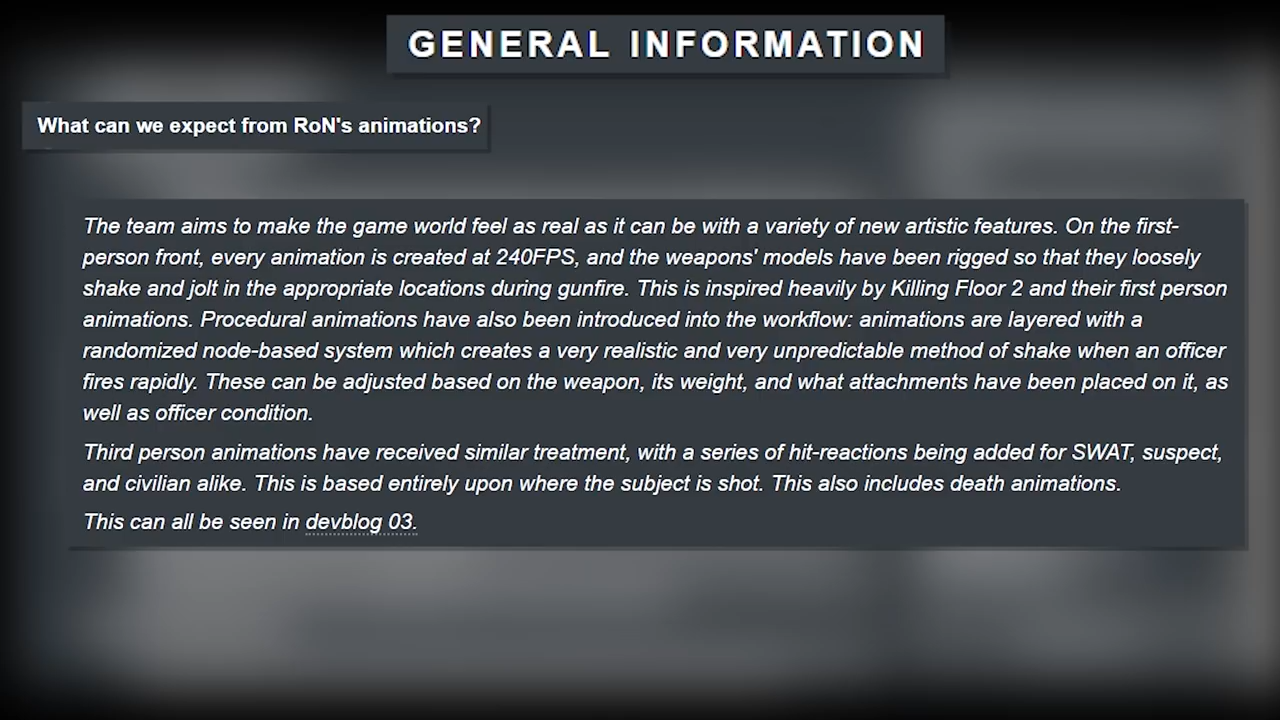 GENERAL INFORMATION
What can we expect from RoN's animations?
The team aims to make the game world feel as real as it can be with a variety of new artistic features. On the first-
person front, every animation is created at 240FPS, and the weapons' models have been rigged so that they loosely
shake and jolt in the appropriate locations during gunfire. This is inspired heavily by Killing Floor 2 and their first person
animations. Procedural animations have also been introduced into the workflow: animations are layered with a
randomized node-based system which creates a very realistic and very unpredictable method of shake when an officer
fires rapidly. These can be adjusted based on the weapon, its weight, and what attachments have been placed on it, as
well as officer condition.
Third person animations have received similar treatment, with a series of hit-reactions being added for SWAT, suspect,
and civilian alike. This is based entirely upon where the subject is shot. This also includes death animations.
This can all be seen in devblog 03.